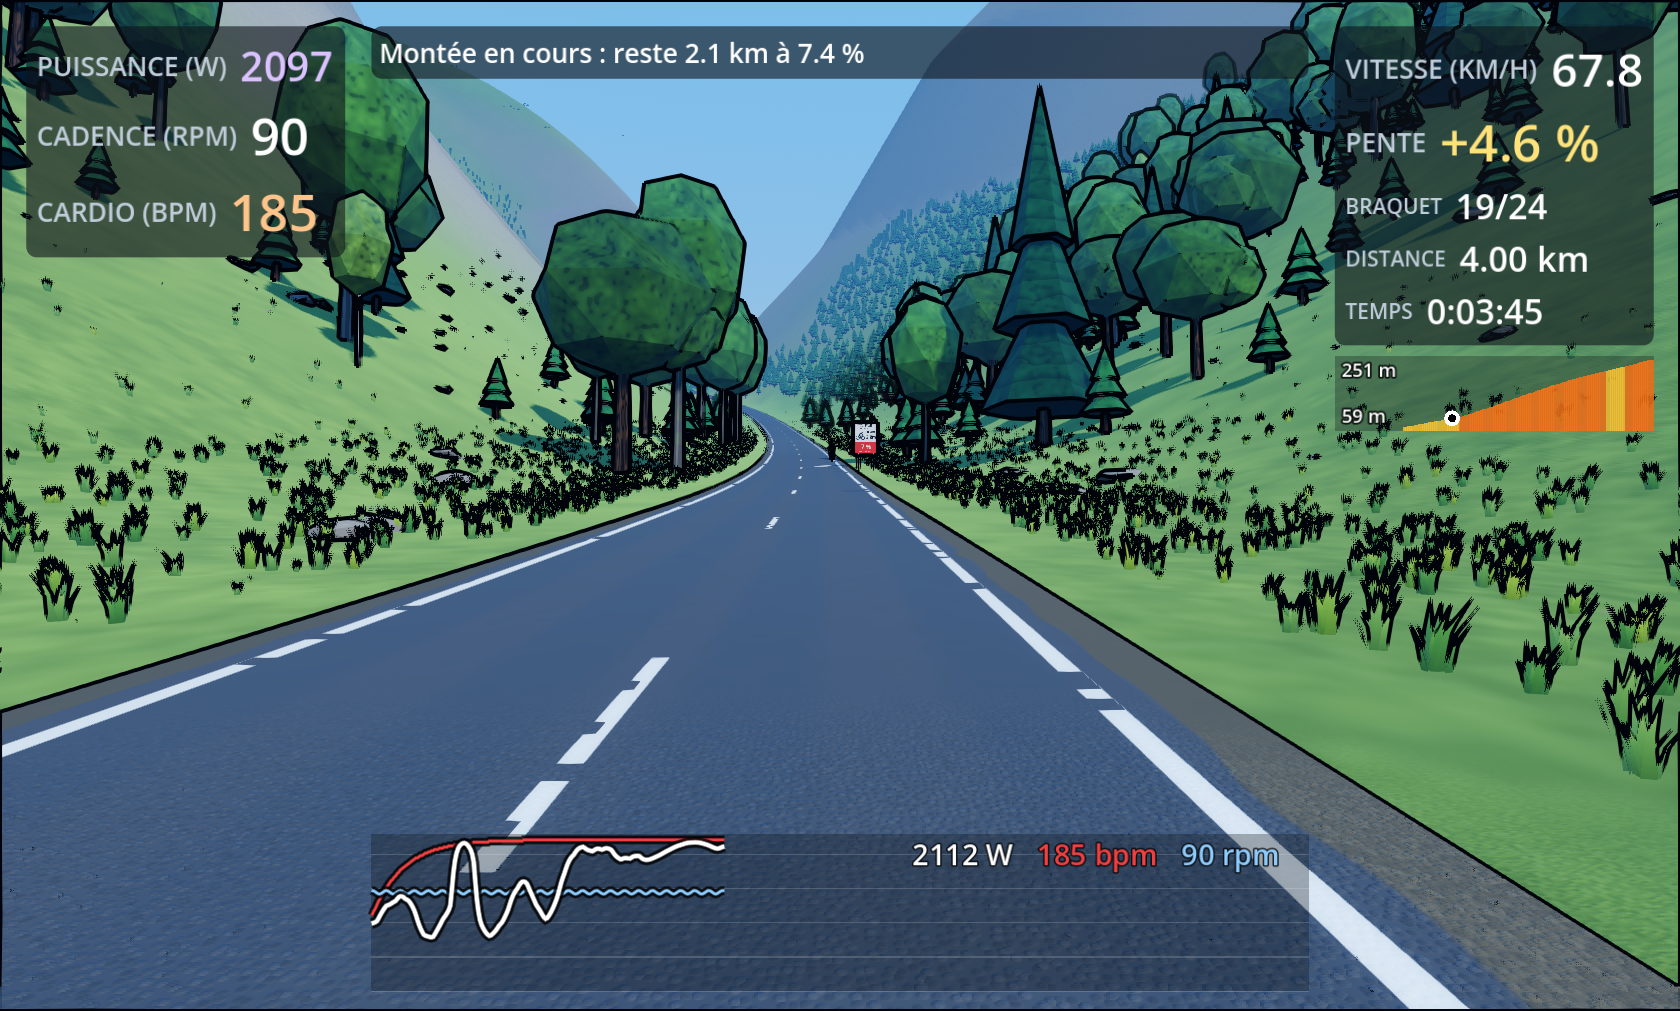 PUISSANCE (W) 2097
CADENCE (RPM) 90
CARDIO (BPM) 185
Montée en cours : reste 2.1 km à 7.4 %
VITESSE (KM/H) 67.8
PENTE +4.6 %
BRAQUET 19/24
DISTANCE 4.00 km
TEMPS 0:03:45
251 m
59 m
2112 W 185 bpm 90 rpm